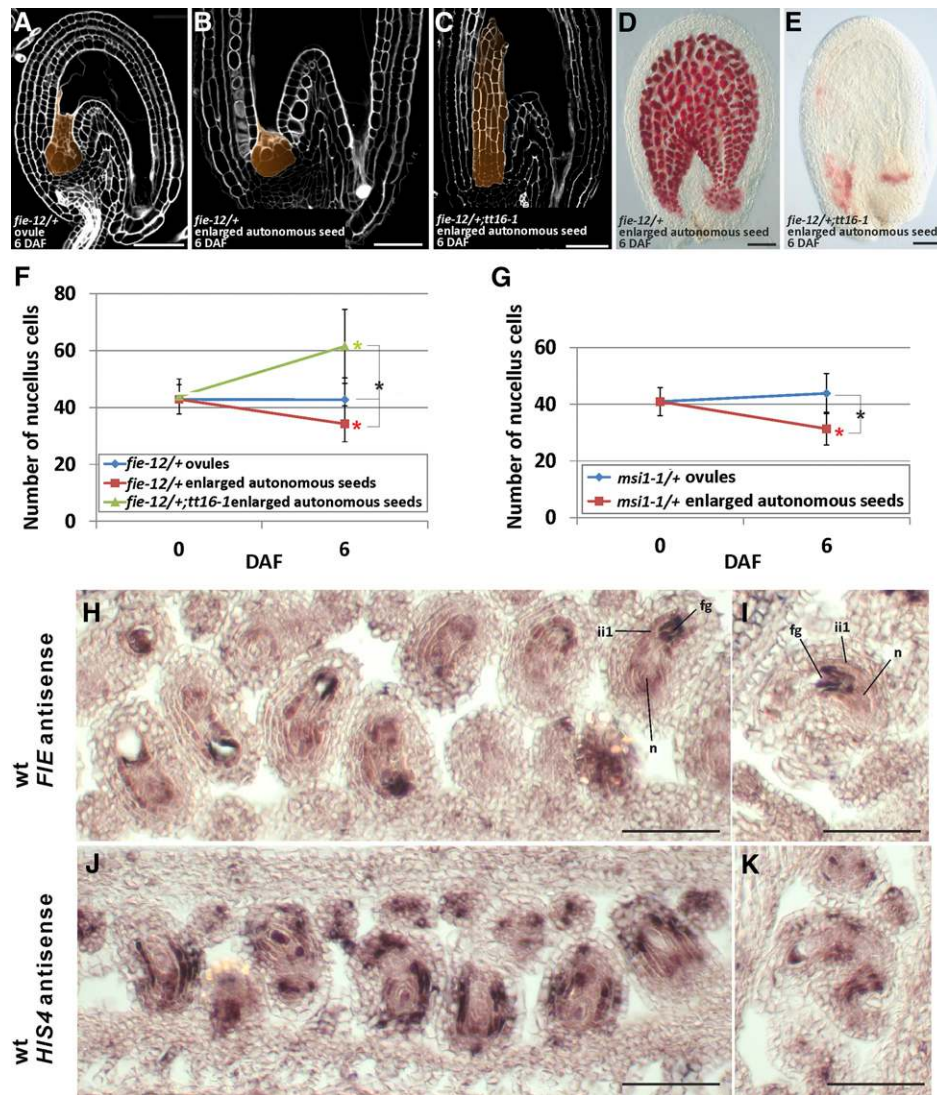 A
fie-12/+
ovule
6 DAF
B
fie-12/+
enlarged autonomous seed
6 DAF
C
fie-12/+;tt16-1
enlarged autonomous seed
6 DAF
D
fie-12/+
enlarged autonomous seed
6 DAF
E
fie-12/+;tt16-1
enlarged autonomous seed
6 DAF
F
Number of nucellus cells
80
60
40
20
0
*
*
*
fie-12/+ ovules
fie-12/+ enlarged autonomous seeds
fie-12/+;tt16-1 enlarged autonomous seeds
0
6
DAF
G
Number of nucellus cells
60
40
20
0
*
*
msi1-1/+ ovules
msi1-1/+ enlarged autonomous seeds
0
6
DAF
wt
FIE antisense
H
fg
ii1
n
I
fg
ii1
n
wt
HIS4 antisense
J
K